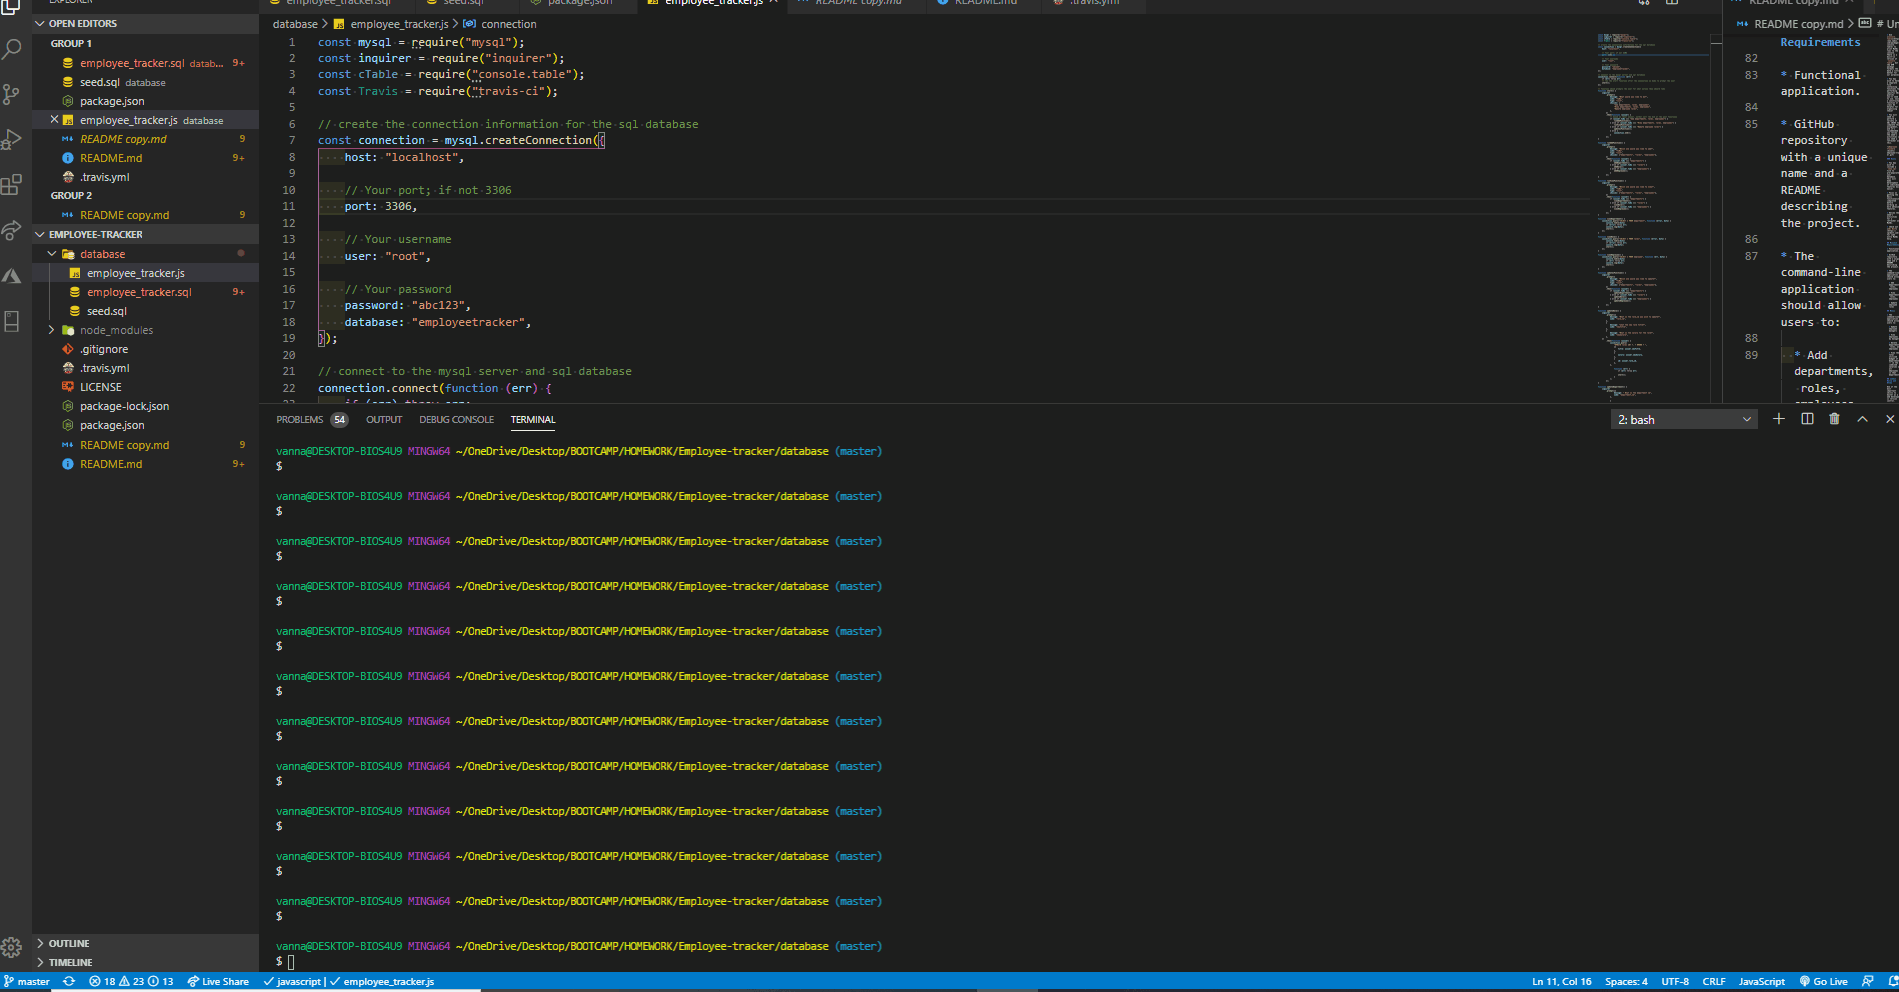 EXPLORER
OPEN EDITORS
GROUP 1
employee_tracker.sql datab... 9+
seed.sql database
package.json
employee_tracker.js database
README copy.md 9
README.md 9+
.travis.yml
GROUP 2
README copy.md 9
EMPLOYEE-TRACKER
database
employee_tracker.js
employee_tracker.sql 9+
seed.sql
node_modules
.gitignore
.travis.yml
LICENSE
package-lock.json
package.json
README copy.md 9
README.md 9+
OUTLINE
TIMELINE
employee_tracker.sql seed.sql package.json employee_tracker.js README copy.md README.md .travis.yml
database > employee_tracker.js > connection
1 const mysql = require("mysql");
2 const inquirer = require("inquirer");
3 const cTable = require("console.table");
4 const Travis = require("travis-ci");
5
6 // create the connection information for the sql database
7 const connection = mysql.createConnection({
8 host: "localhost",
9
10 // Your port; if not 3306
11 port: 3306,
12
13 // Your username
14 user: "root",
15
16 // Your password
17 password: "abc123",
18 database: "employeetracker",
19 });
20
21 // connect to the mysql server and sql database
22 connection.connect(function (err) {
23 if (err) throw err;
README copy.md
README copy.md > # Un
Requirements
82
83 * Functional
application.
84
85 * GitHub
repository
with a unique
name and a
README
describing
the project.
86
87 * The
command-line
application
should allow
users to:
88
89 * Add
departments,
roles,
employees
PROBLEMS 54 OUTPUT DEBUG CONSOLE TERMINAL
2: bash
vanna@DESKTOP-BIOS4U9 MINGW64 ~/OneDrive/Desktop/BOOTCAMP/HOMEWORK/Employee-tracker/database (master)
$
vanna@DESKTOP-BIOS4U9 MINGW64 ~/OneDrive/Desktop/BOOTCAMP/HOMEWORK/Employee-tracker/database (master)
$
vanna@DESKTOP-BIOS4U9 MINGW64 ~/OneDrive/Desktop/BOOTCAMP/HOMEWORK/Employee-tracker/database (master)
$
vanna@DESKTOP-BIOS4U9 MINGW64 ~/OneDrive/Desktop/BOOTCAMP/HOMEWORK/Employee-tracker/database (master)
$
vanna@DESKTOP-BIOS4U9 MINGW64 ~/OneDrive/Desktop/BOOTCAMP/HOMEWORK/Employee-tracker/database (master)
$
vanna@DESKTOP-BIOS4U9 MINGW64 ~/OneDrive/Desktop/BOOTCAMP/HOMEWORK/Employee-tracker/database (master)
$
vanna@DESKTOP-BIOS4U9 MINGW64 ~/OneDrive/Desktop/BOOTCAMP/HOMEWORK/Employee-tracker/database (master)
$
vanna@DESKTOP-BIOS4U9 MINGW64 ~/OneDrive/Desktop/BOOTCAMP/HOMEWORK/Employee-tracker/database (master)
$
vanna@DESKTOP-BIOS4U9 MINGW64 ~/OneDrive/Desktop/BOOTCAMP/HOMEWORK/Employee-tracker/database (master)
$
vanna@DESKTOP-BIOS4U9 MINGW64 ~/OneDrive/Desktop/BOOTCAMP/HOMEWORK/Employee-tracker/database (master)
$
vanna@DESKTOP-BIOS4U9 MINGW64 ~/OneDrive/Desktop/BOOTCAMP/HOMEWORK/Employee-tracker/database (master)
$
vanna@DESKTOP-BIOS4U9 MINGW64 ~/OneDrive/Desktop/BOOTCAMP/HOMEWORK/Employee-tracker/database (master)
$
master 18 23 13 Live Share javascript | employee_tracker.js Ln 11, Col 16 Spaces: 4 UTF-8 CRLF JavaScript Go Live